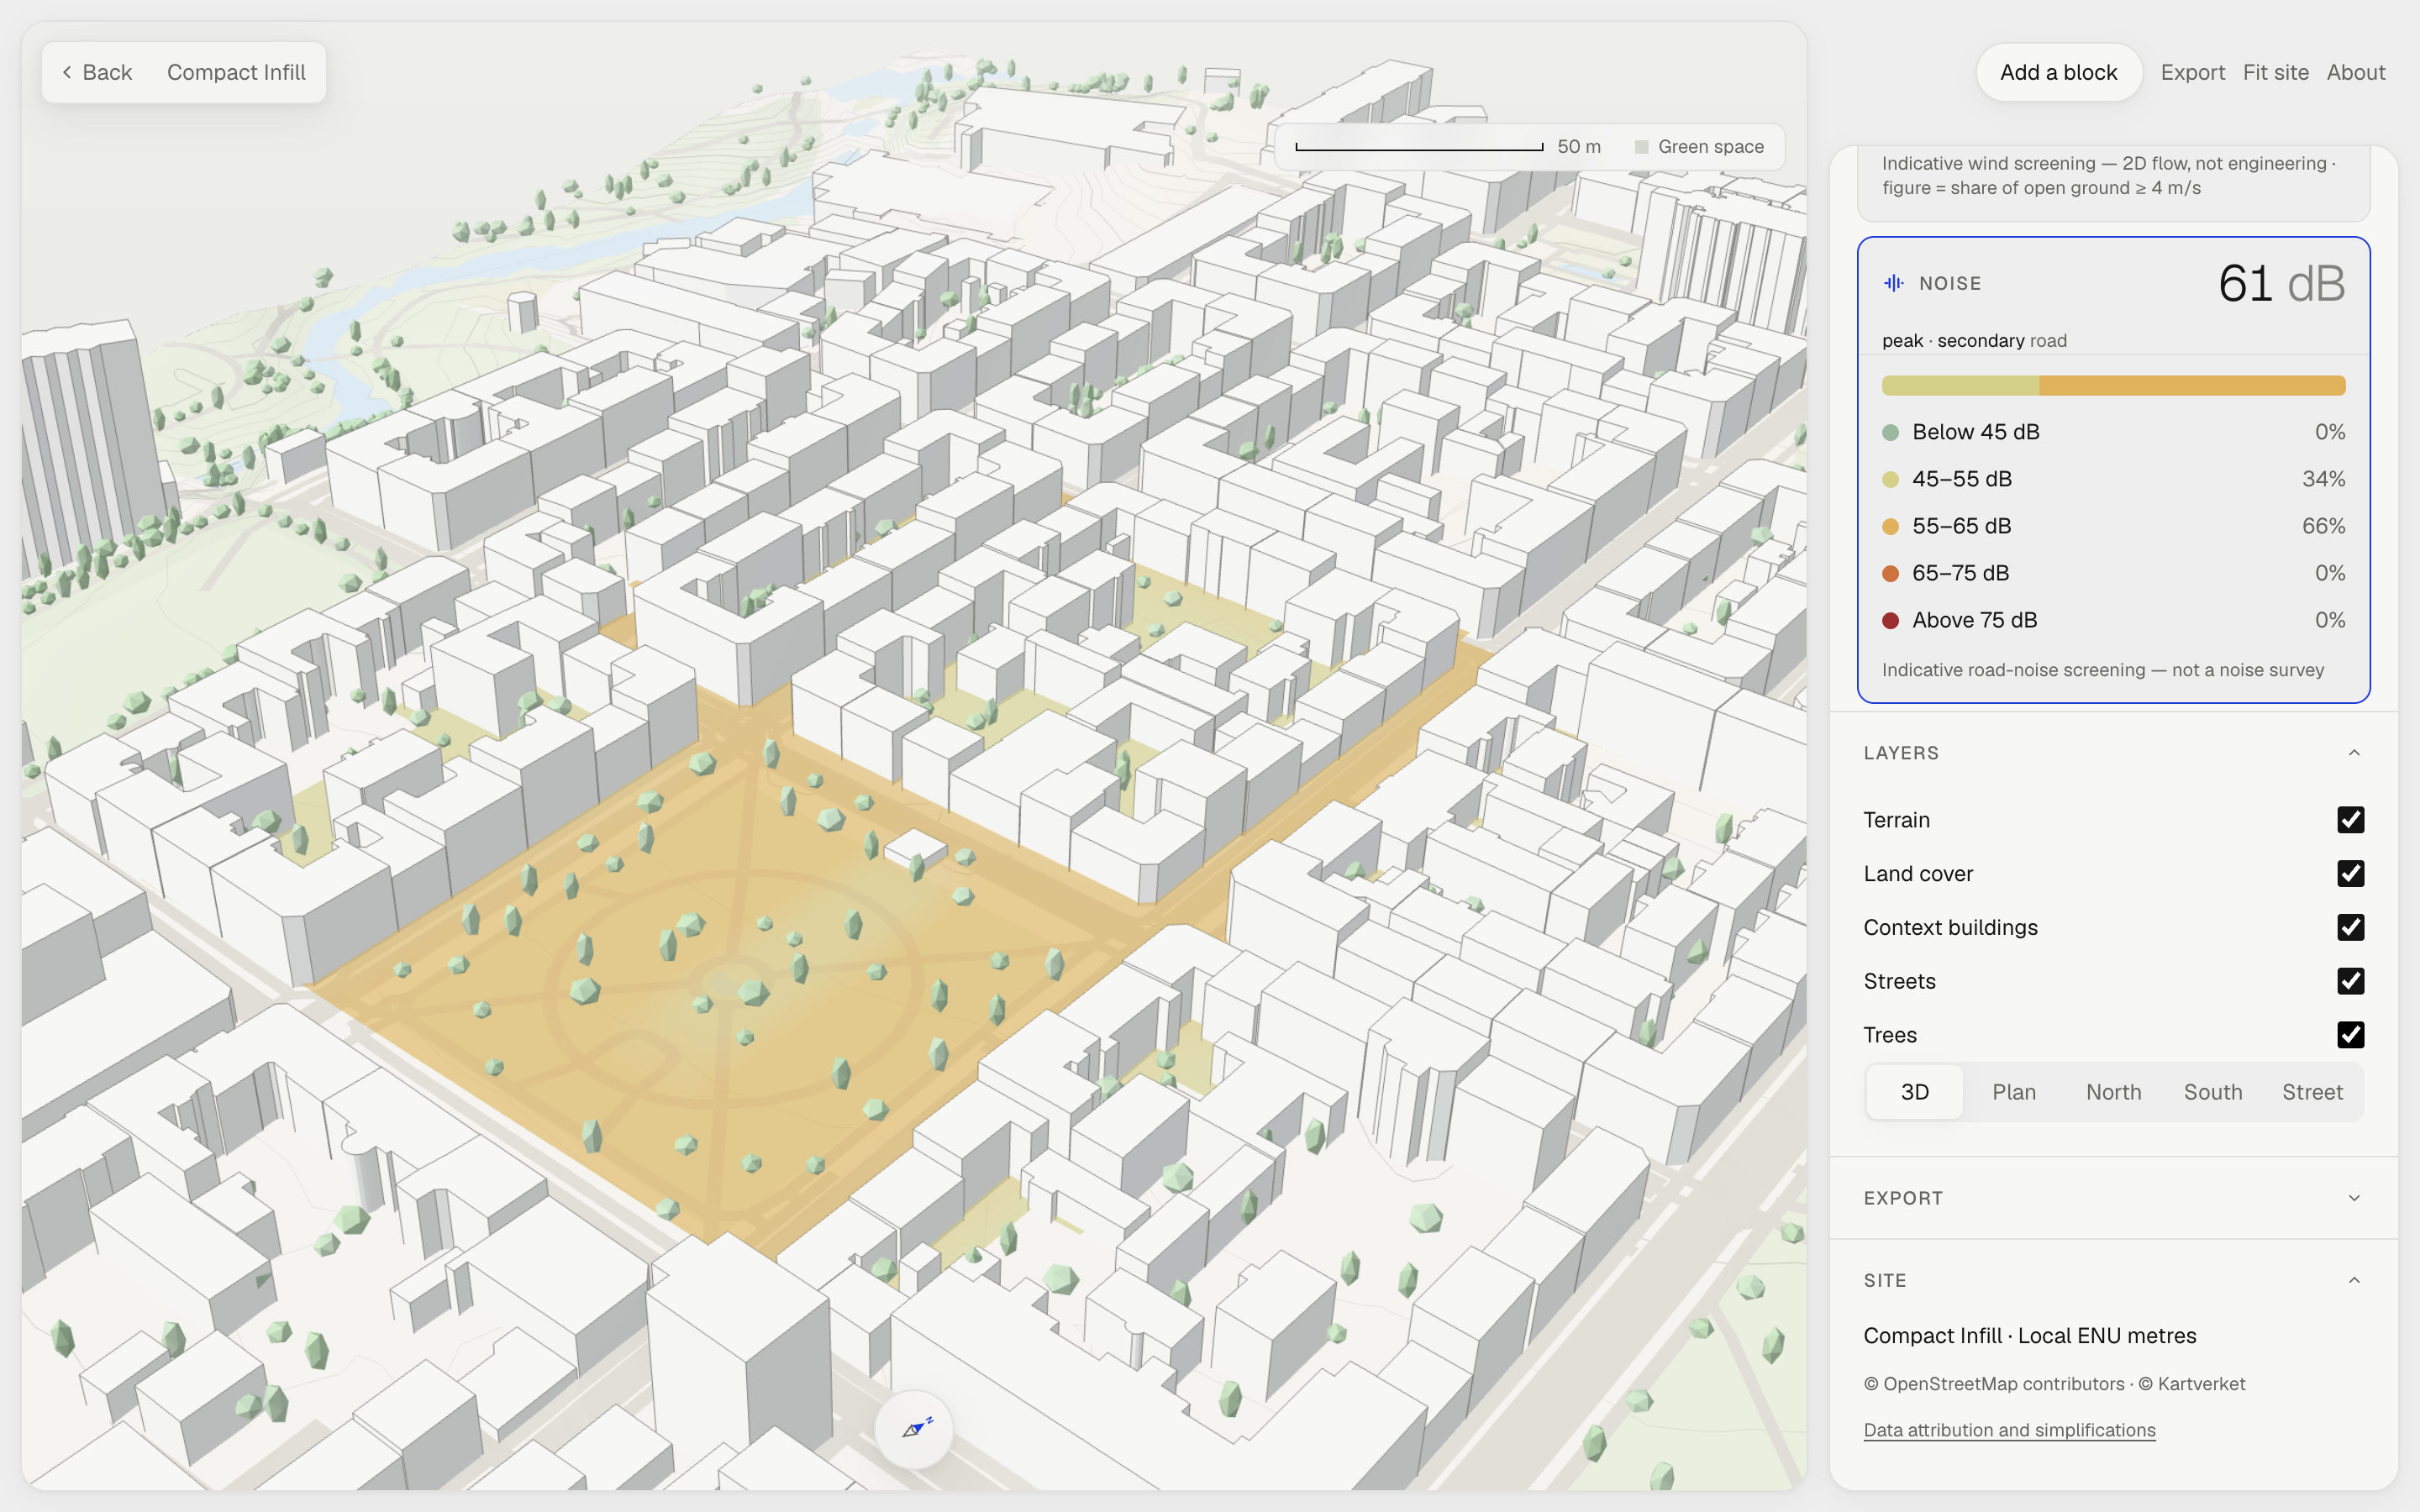 Back
Compact Infill
50 m
Green space
Add a block
Export
Fit site
About
Indicative wind screening — 2D flow, not engineering ·
figure = share of open ground ≥ 4 m/s
NOISE
61 dB
peak · secondary road
Below 45 dB 0%
45–55 dB 34%
55–65 dB 66%
65–75 dB 0%
Above 75 dB 0%
Indicative road-noise screening — not a noise survey
LAYERS
Terrain
Land cover
Context buildings
Streets
Trees
3D Plan North South Street
EXPORT
SITE
Compact Infill · Local ENU metres
© OpenStreetMap contributors · © Kartverket
Data attribution and simplifications
N